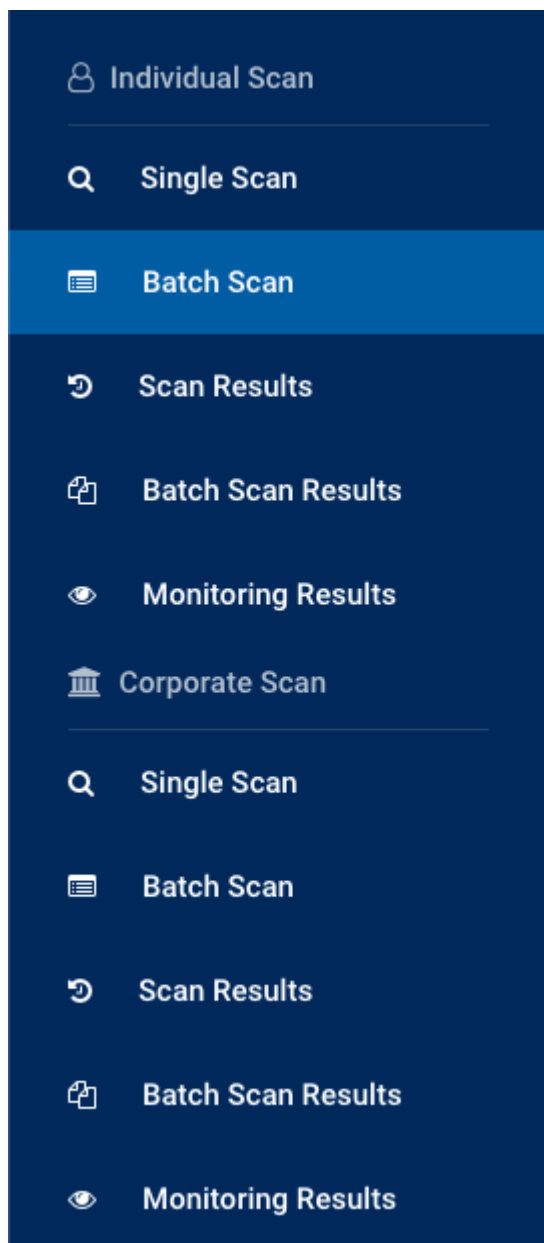 Individual Scan
Single Scan
Batch Scan
Scan Results
Batch Scan Results
Monitoring Results
Corporate Scan
Single Scan
Batch Scan
Scan Results
Batch Scan Results
Monitoring Results